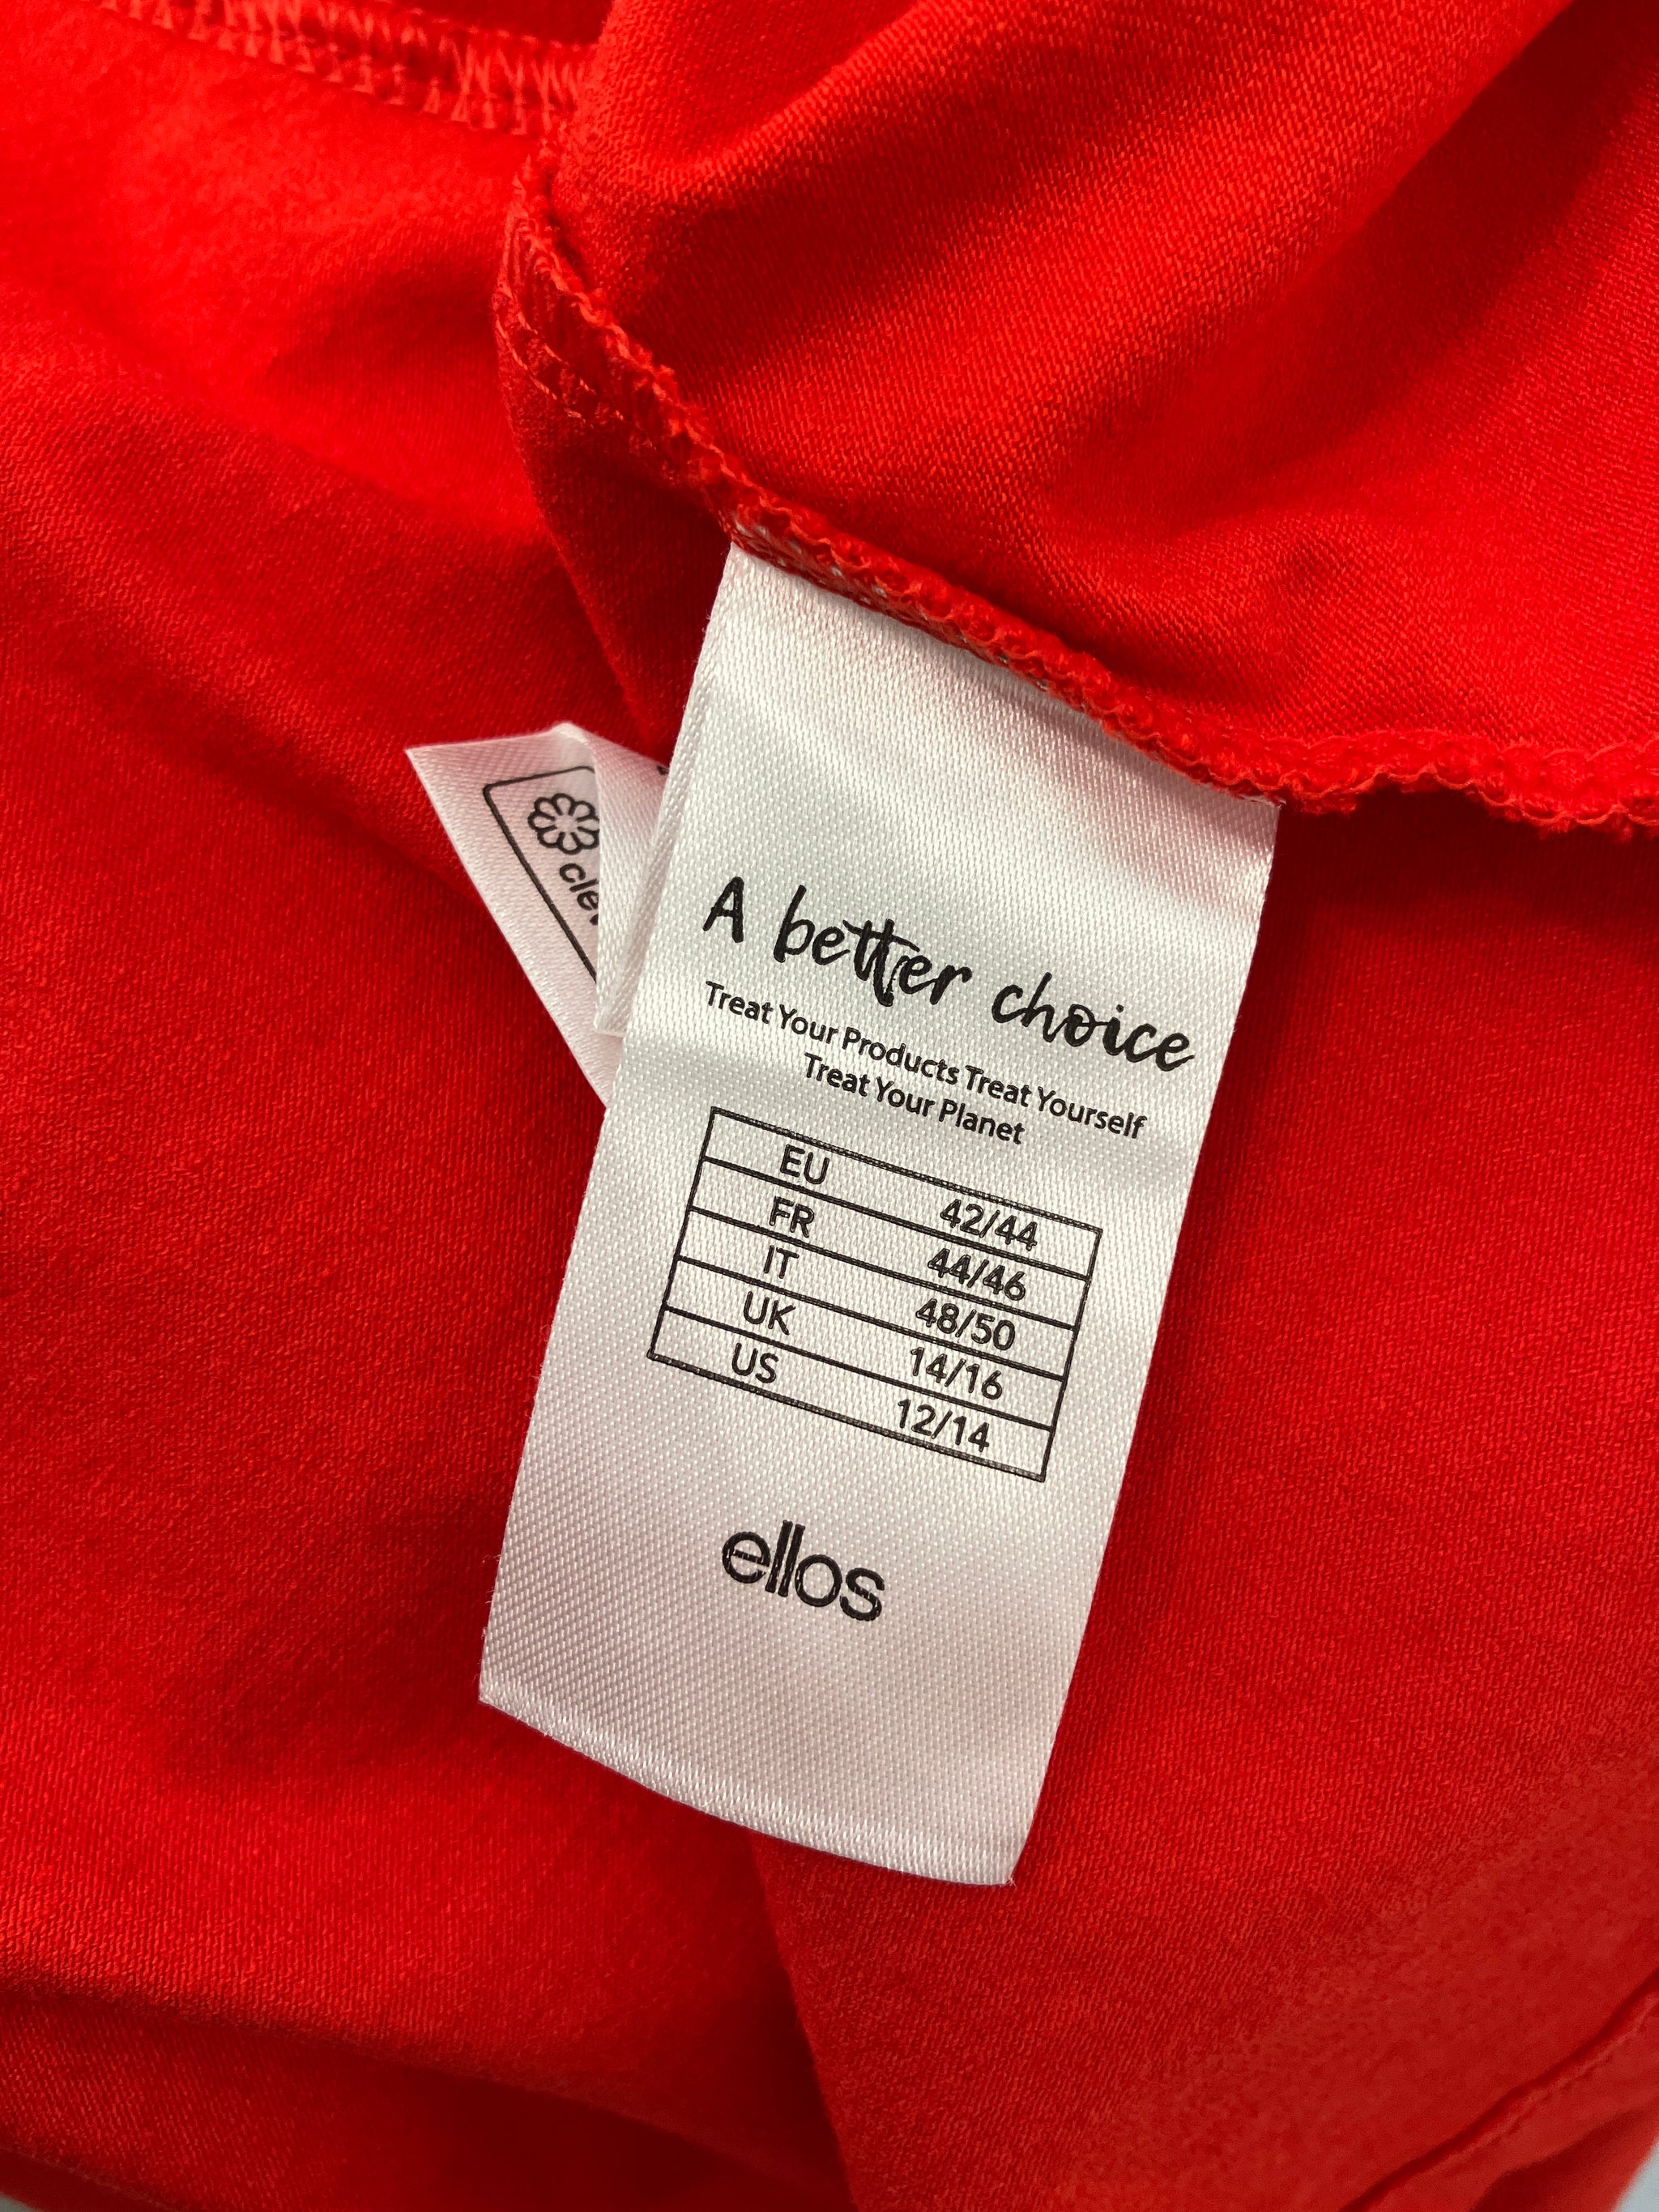 A better choice
Treat Your Products Treat Yourself
Treat Your Planet
EU 42/44
FR 44/46
IT 48/50
UK 14/16
US 12/14
ellos